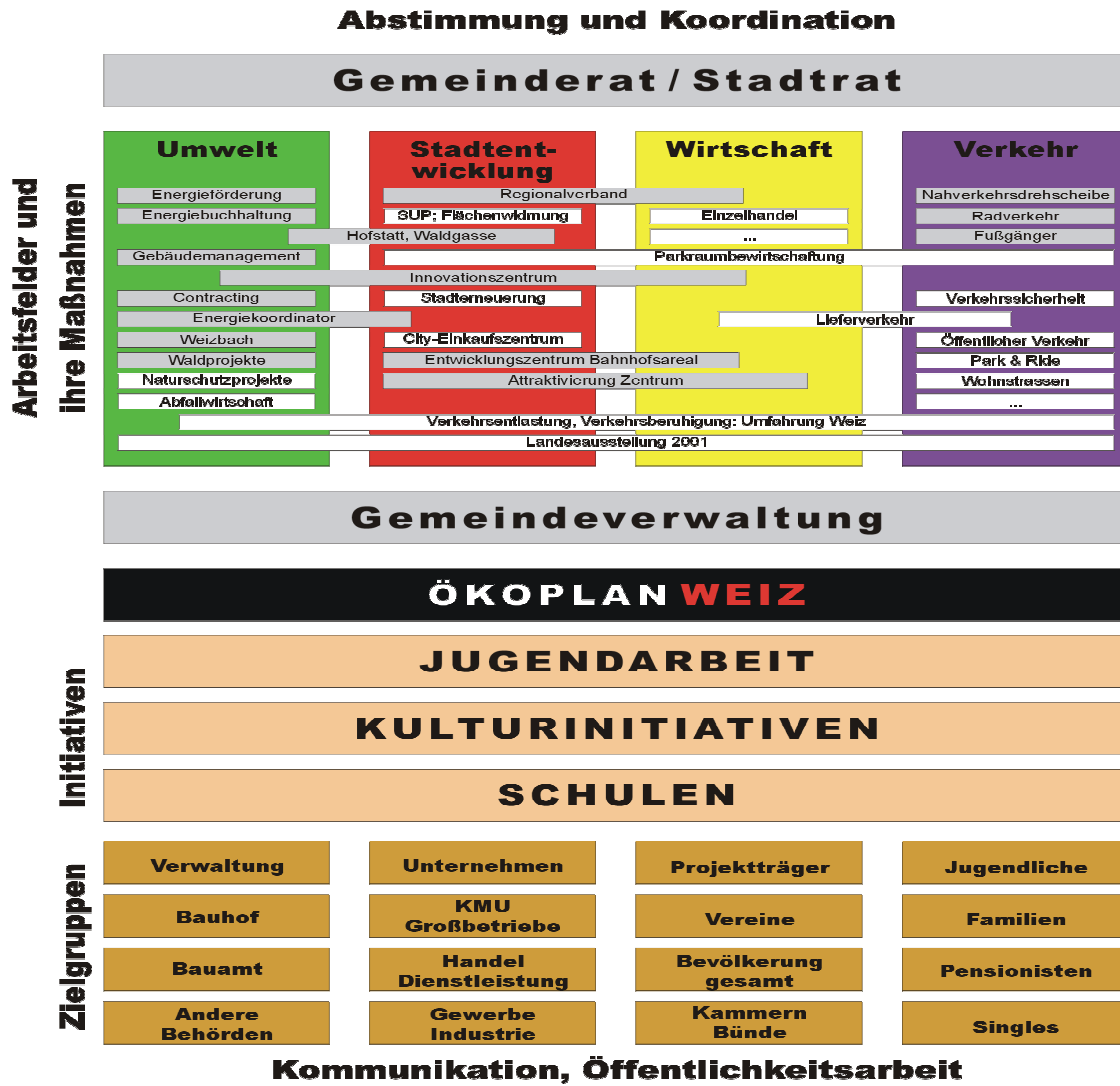 Abstimmung und Koordination
Gemeinderat / Stadtrat
Arbeitsfelder und
ihre Maßnahmen
Umwelt
Stadtent-
wicklung
Wirtschaft
Verkehr
Energieförderung
Regionalverband
Nahverkehrsdrehscheibe
Energiebuchhaltung
SUP; Flächenwidmung
Einzelhandel
Radverkehr
Hofstatt, Waldgasse
...
Fußgänger
Gebäudemanagement
Parkraumbewirtschaftung
Innovationszentrum
Contracting
Stadterneuerung
Verkehrssicherheit
Energiekoordinator
Lieferverkehr
Weizbach
City-Einkaufszentrum
Öffentlicher Verkehr
Waldprojekte
Entwicklungszentrum Bahnhofsareal
Park & Ride
Naturschutzprojekte
Attraktivierung Zentrum
Wohnstrassen
Abfallwirtschaft
...
Verkehrsentlastung, Verkehrsberuhigung: Umfahrung Weiz
Landesausstellung 2001
Gemeindeverwaltung
ÖKOPLAN WEIZ
Initiativen
JUGENDARBEIT
KULTURINITIATIVEN
SCHULEN
Zielgruppen
Verwaltung
Unternehmen
Projektträger
Jugendliche
Bauhof
KMU
Großbetriebe
Vereine
Familien
Bauamt
Handel
Dienstleistung
Bevölkerung
gesamt
Pensionisten
Andere
Behörden
Gewerbe
Industrie
Kammern
Bünde
Singles
Kommunikation, Öffentlichkeitsarbeit